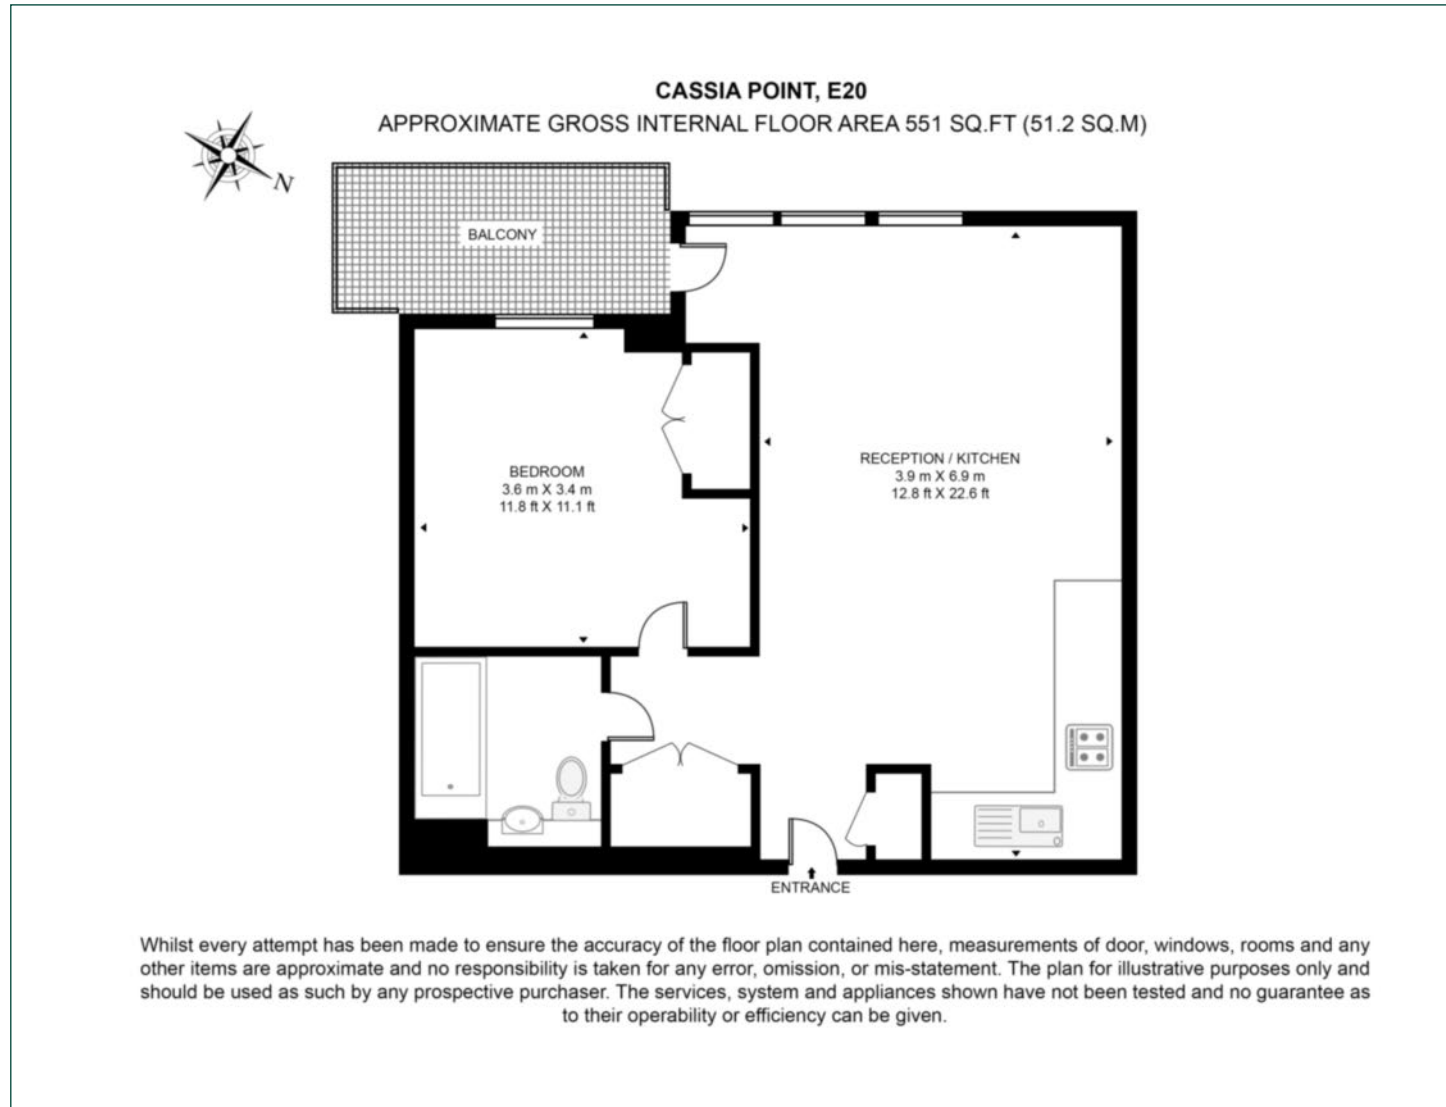 CASSIA POINT, E20
APPROXIMATE GROSS INTERNAL FLOOR AREA 551 SQ.FT (51.2 SQ.M)
N
BALCONY
BEDROOM
3.6 m X 3.4 m
11.8 ft X 11.1 ft
RECEPTION / KITCHEN
3.9 m X 6.9 m
12.8 ft X 22.6 ft
ENTRANCE
Whilst every attempt has been made to ensure the accuracy of the floor plan contained here, measurements of door, windows, rooms and any
other items are approximate and no responsibility is taken for any error, omission, or mis-statement. The plan for illustrative purposes only and
should be used as such by any prospective purchaser. The services, system and appliances shown have not been tested and no guarantee as
to their operability or efficiency can be given.